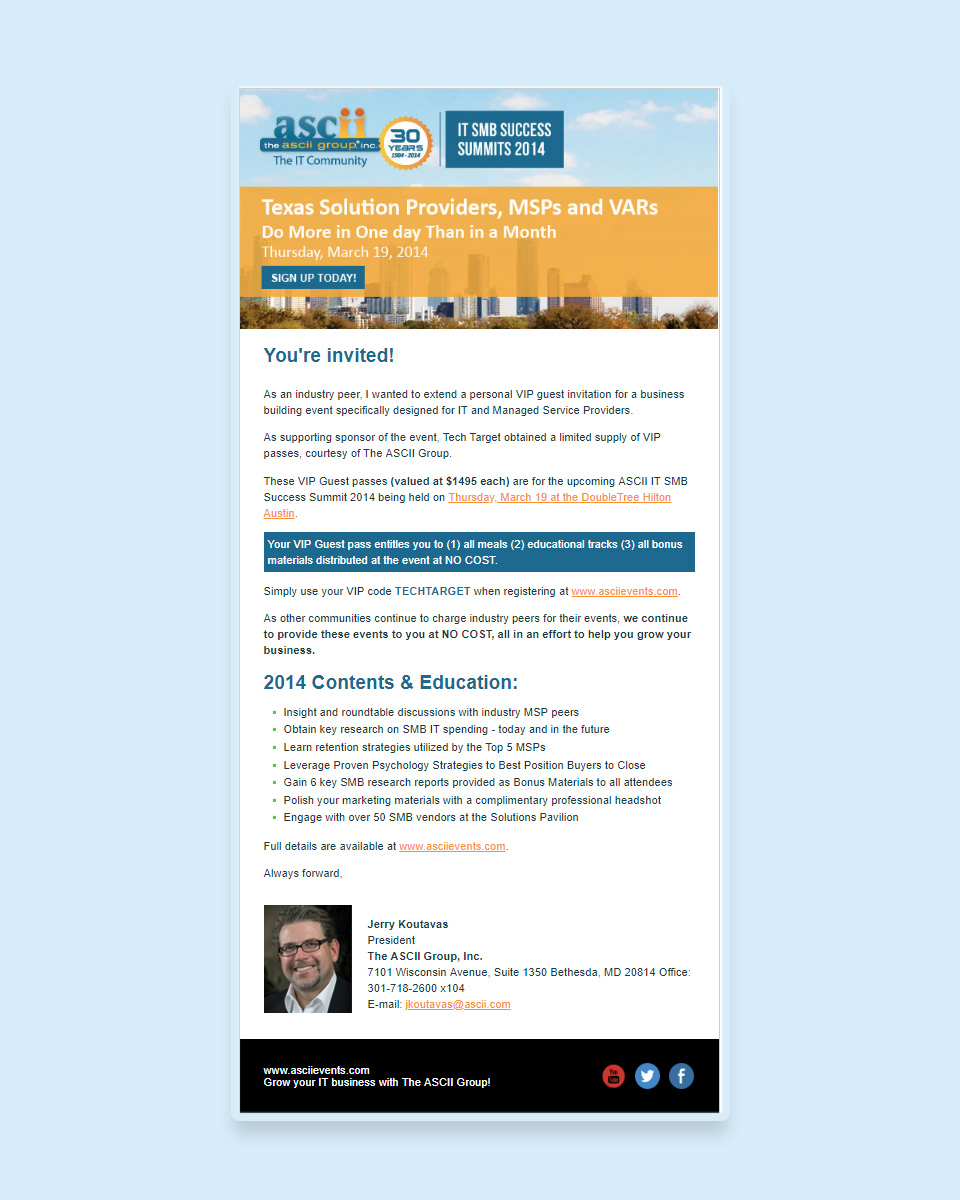 ascii
the ascii group, inc.
The IT Community
30
YEARS
1984 - 2014
IT SMB SUCCESS
SUMMITS 2014
Texas Solution Providers, MSPs and VARs
Do More in One day Than in a Month
Thursday, March 19, 2014
SIGN UP TODAY!
You're invited!
As an industry peer, I wanted to extend a personal VIP guest invitation for a business
building event specifically designed for IT and Managed Service Providers.
As supporting sponsor of the event, Tech Target obtained a limited supply of VIP
passes, courtesy of The ASCII Group.
These VIP Guest passes (valued at $1495 each) are for the upcoming ASCII IT SMB
Success Summit 2014 being held on Thursday, March 19 at the DoubleTree Hilton
Austin.
Your VIP Guest pass entitles you to (1) all meals (2) educational tracks (3) all bonus
materials distributed at the event at NO COST.
Simply use your VIP code TECHTARGET when registering at www.asciievents.com.
As other communities continue to charge industry peers for their events, we continue
to provide these events to you at NO COST, all in an effort to help you grow your
business.
2014 Contents & Education:
Insight and roundtable discussions with industry MSP peers
Obtain key research on SMB IT spending - today and in the future
Learn retention strategies utilized by the Top 5 MSPs
Leverage Proven Psychology Strategies to Best Position Buyers to Close
Gain 6 key SMB research reports provided as Bonus Materials to all attendees
Polish your marketing materials with a complimentary professional headshot
Engage with over 50 SMB vendors at the Solutions Pavilion
Full details are available at www.asciievents.com.
Always forward,
Jerry Koutavas
President
The ASCII Group, Inc.
7101 Wisconsin Avenue, Suite 1350 Bethesda, MD 20814 Office:
301-718-2600 x104
E-mail: jkoutavas@ascii.com
www.asciievents.com
Grow your IT business with The ASCII Group!
You
Tube